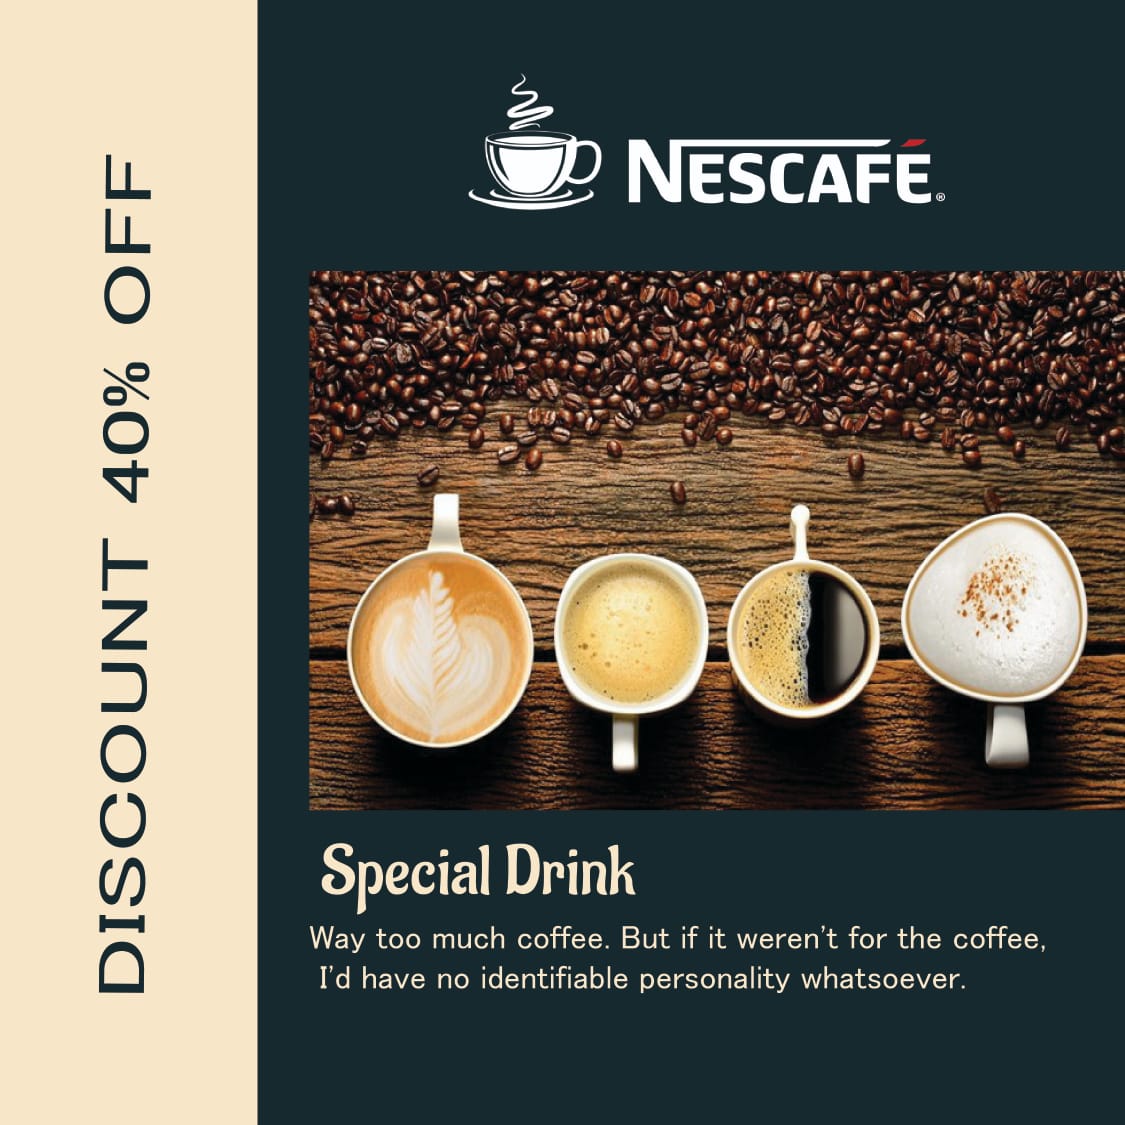 DISCOUNT 40% OFF
NESCAFÉ®
Special Drink
Way too much coffee. But if it weren't for the coffee,
I'd have no identifiable personality whatsoever.